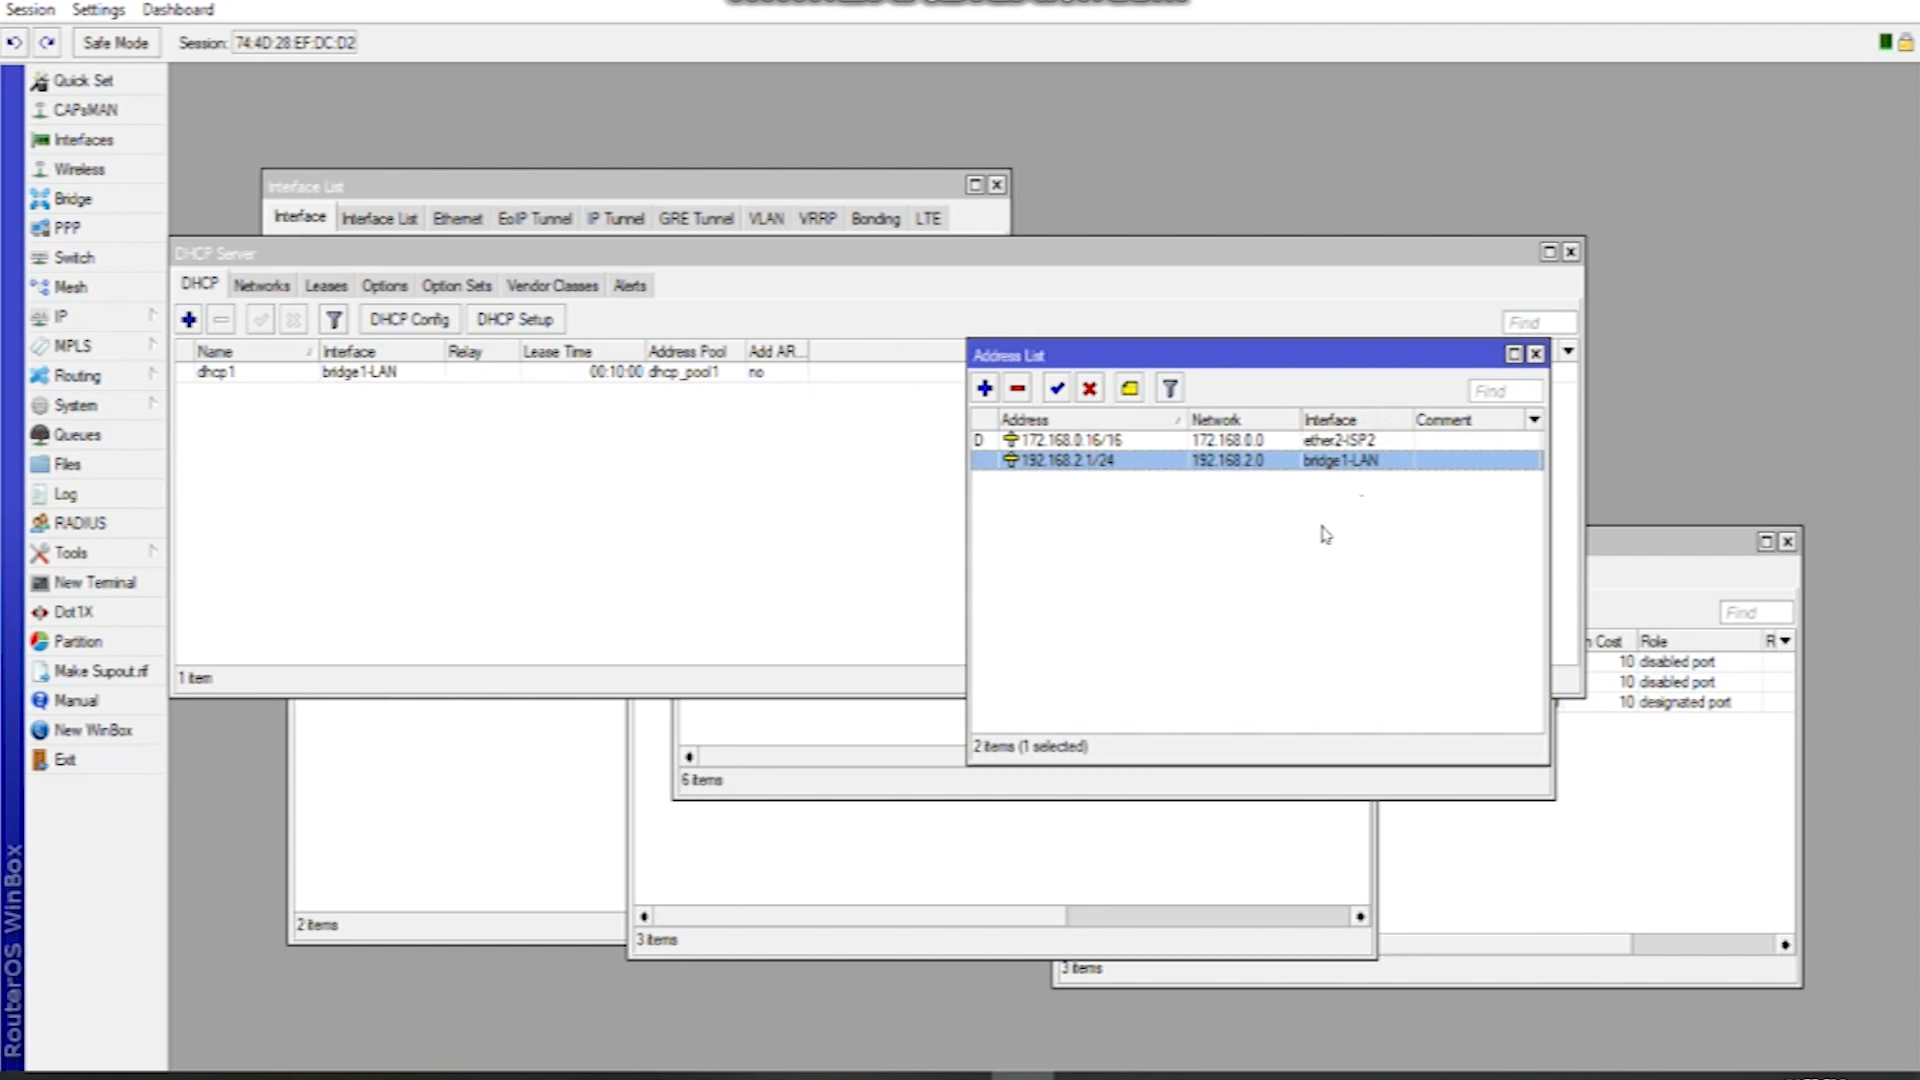 Session Settings Dashboard
Safe Mode Session: 74:4D:28:EF:DC:D2
Quick Set
CAPsMAN
Interfaces
Wireless
Bridge
PPP
Switch
Mesh
IP
MPLS
Routing
System
Queues
Files
Log
RADIUS
Tools
New Terminal
Dot1X
Partition
Make Supout.rif
Manual
New WinBox
Exit
RouterOS WinBox
Interface List
Interface Interface List Ethernet EoIP Tunnel IP Tunnel GRE Tunnel VLAN VRRP Bonding LTE
DHCP Server
DHCP Networks Leases Options Option Sets Vendor Classes Alerts
DHCP Config DHCP Setup Find
Name Interface Relay Lease Time Address Pool Add AR...
dhcp1 bridge1-LAN 00:10:00 dhcp_pool1 no
1 item
Address List
Find
Address Network Interface Comment
D 172.168.0.16/16 172.168.0.0 ether2-ISP2
192.168.2.1/24 192.168.2.0 bridge1-LAN
2 items (1 selected)
Find
Cost Role R
10 disabled port
10 disabled port
10 designated port
6 items
2 items
3 items
3 items